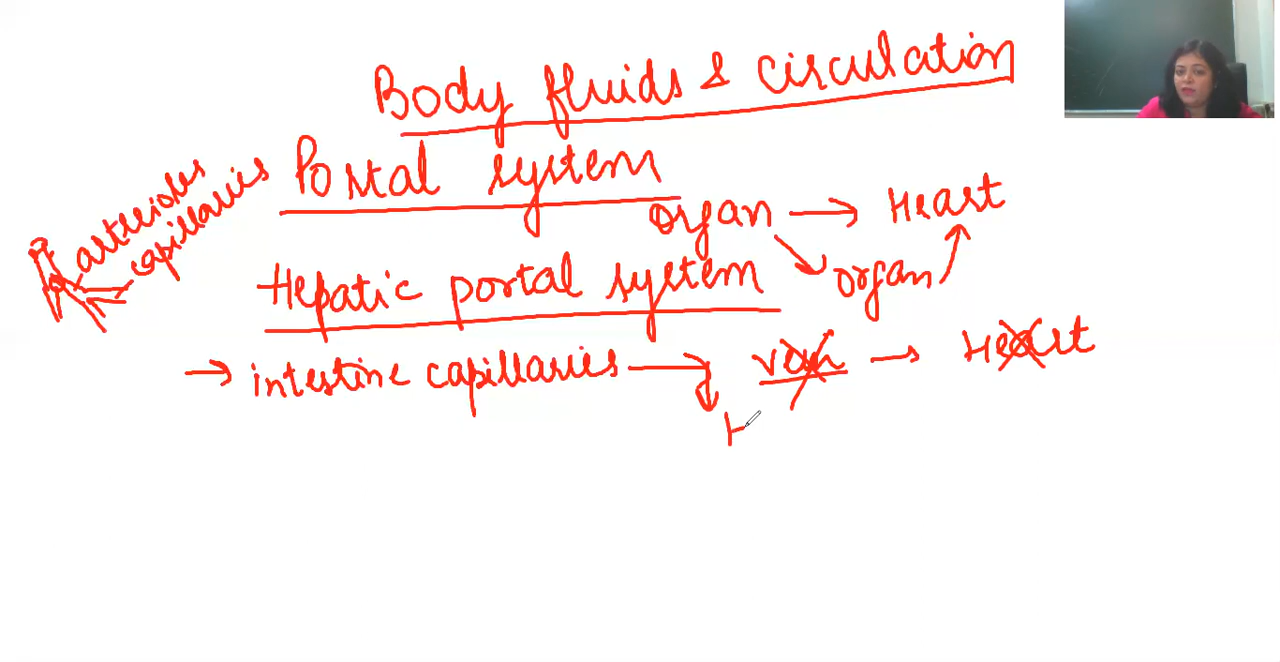 Body fluids & circulation
Portal system
arterioles
capillaries
organ → Heart
organ
Hepatic portal system
→ intestine capillaries → vein → Heart
H